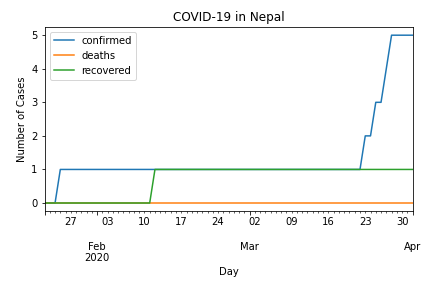 COVID-19 in Nepal
confirmed
deaths
recovered
Number of Cases
5
4
3
2
1
0
27 03 10 17 24 02 09 16 23 30
Feb Mar Apr
2020
Day